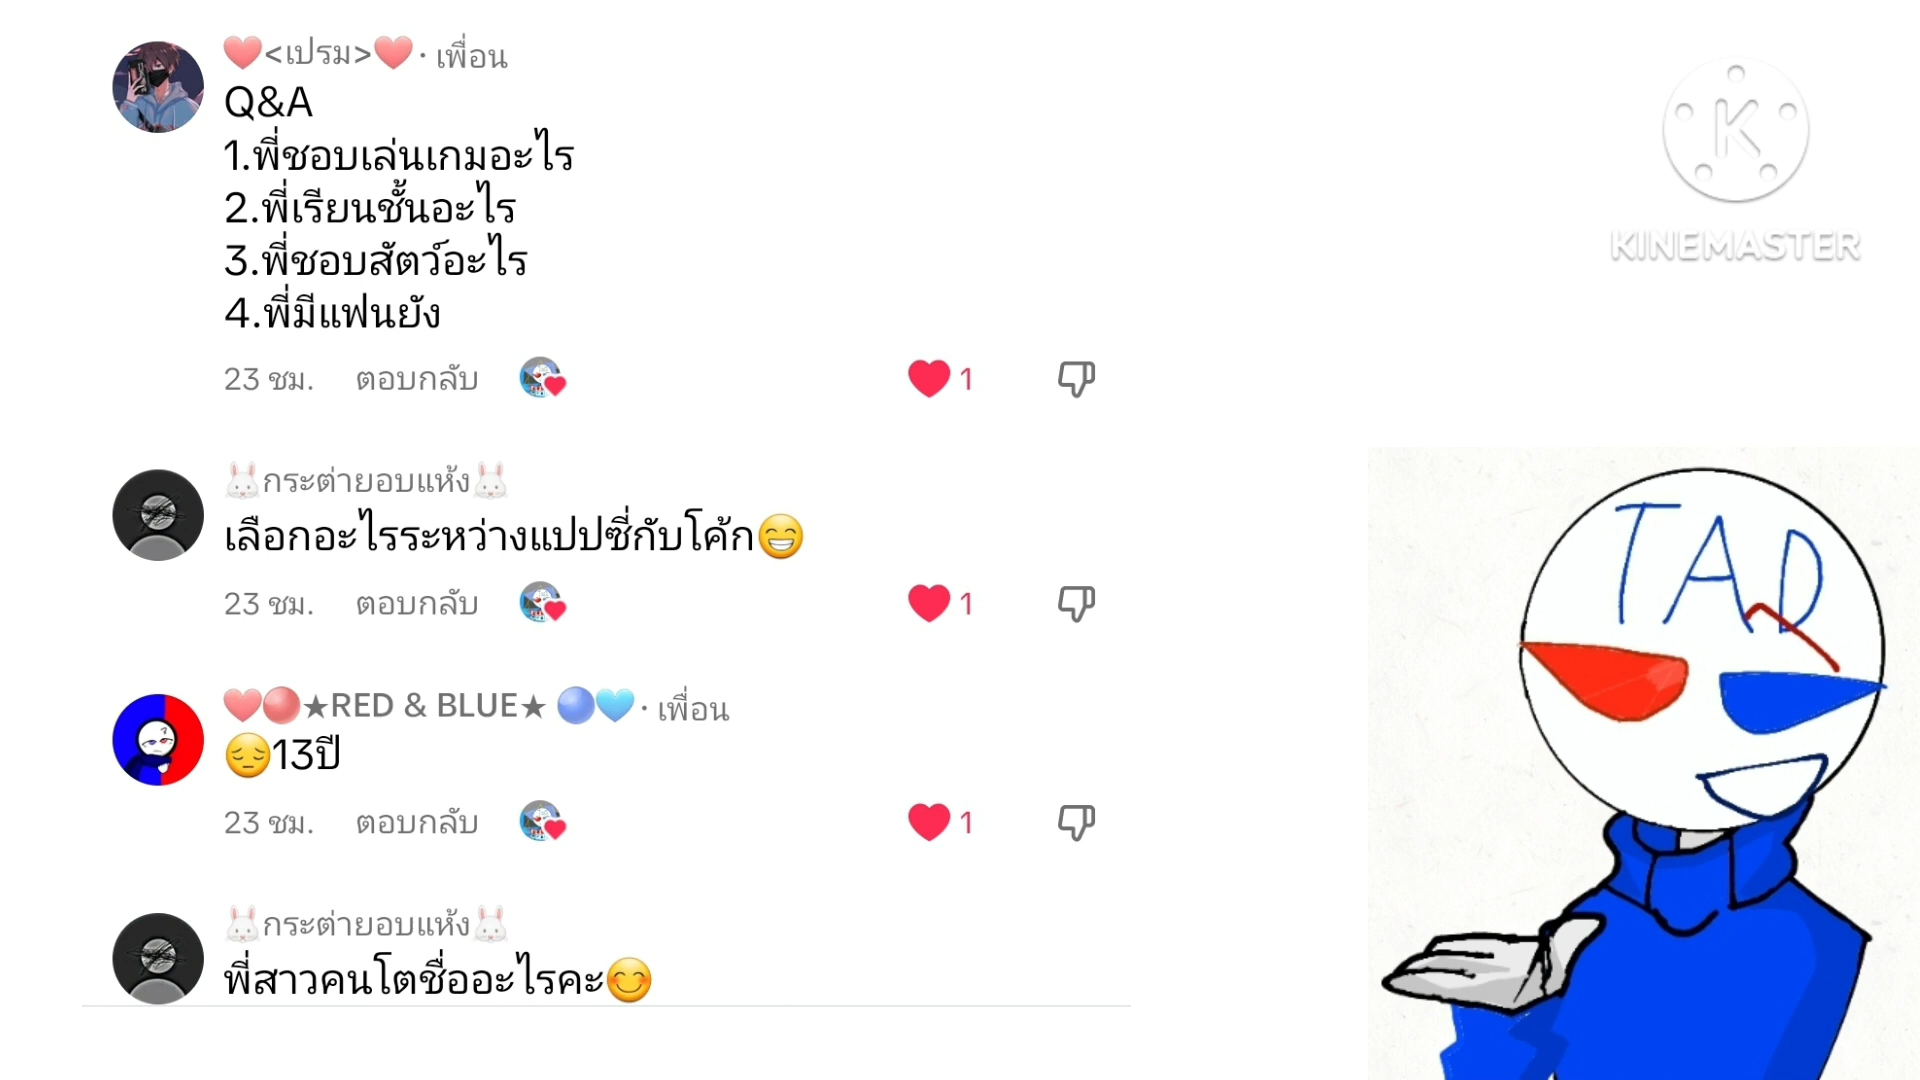 ❤️<เปรม>❤️ · เพื่อน
Q&A
1.พี่ชอบเล่นเกมอะไร
2.พี่เรียนชั้นอะไร
3.พี่ชอบสัตว์อะไร
4.พี่มีแฟนยัง
23 ชม. ตอบกลับ 1
🐰กระต่ายอบแห้ง🐰
เลือกอะไรระหว่างแปปซี่กับโค้ก😁
23 ชม. ตอบกลับ 1
❤️🔴★RED & BLUE★ 🔵🩵 · เพื่อน
😔13ปี
23 ชม. ตอบกลับ 1
🐰กระต่ายอบแห้ง🐰
พี่สาวคนโตชื่ออะไรคะ😊
K
KINEMASTER
TAD